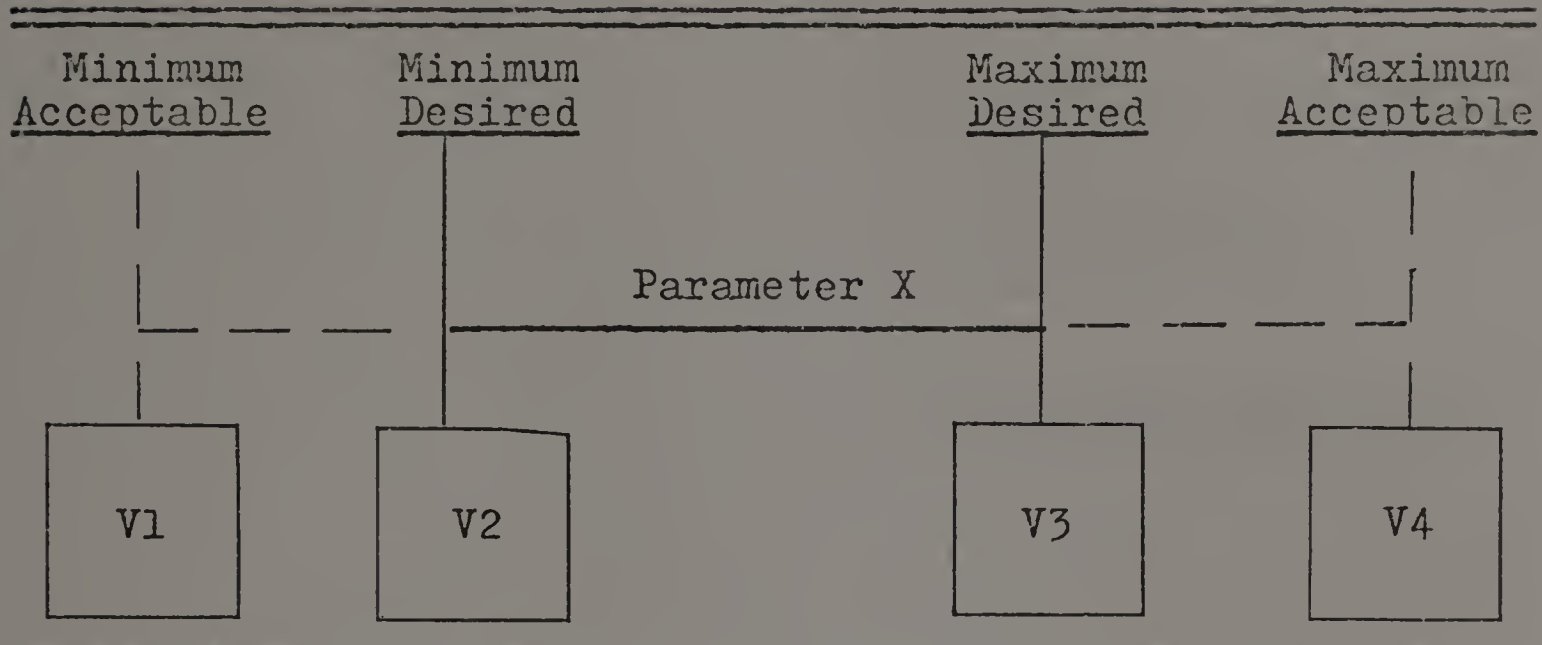 Minimum Minimum Maximum Maximum
Acceptable Desired Desired Acceptable
Parameter X
V1 V2 V3 V4